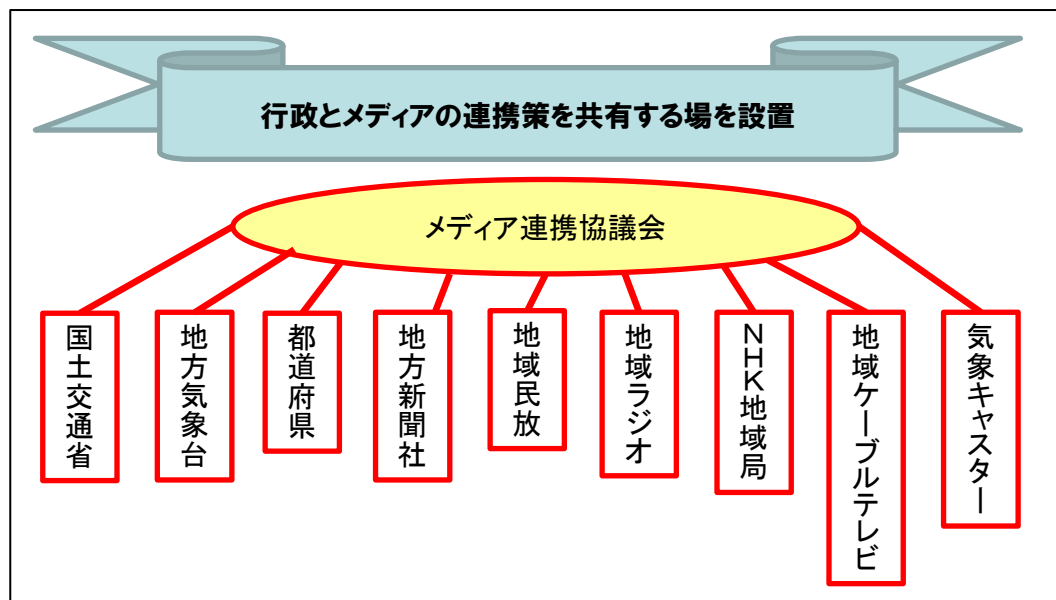 行政とメディアの連携策を共有する場を設置
メディア連携協議会
国土交通省
地方気象台
都道府県
地方新聞社
地域民放
地域ラジオ
NHK地域局
地域ケーブルテレビ
気象キャスター